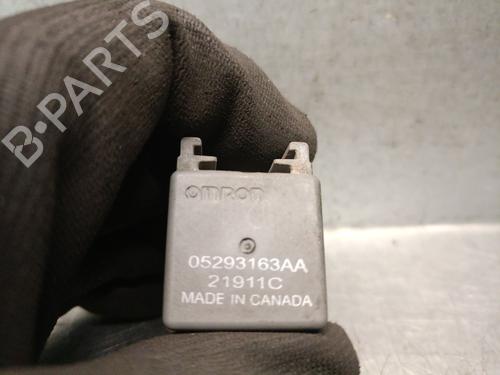 B-PARTS
OMRON
05293163AA
21911C
MADE IN CANADA